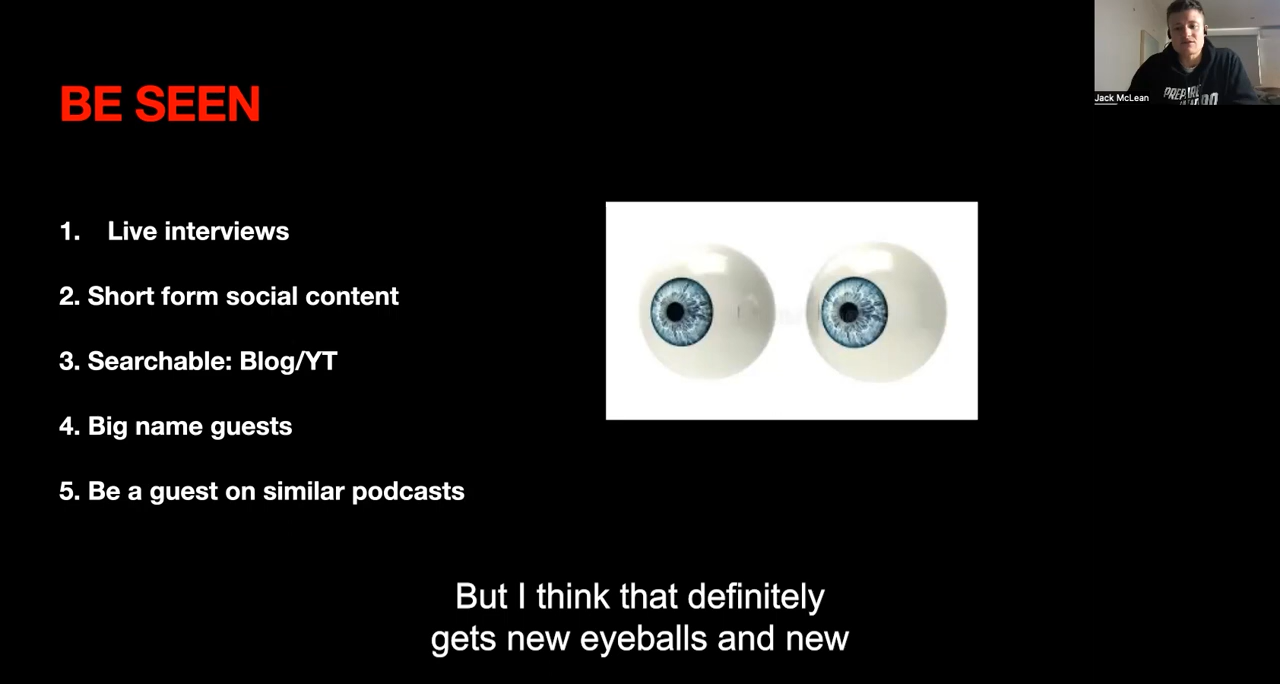 BE SEEN
1. Live interviews
2. Short form social content
3. Searchable: Blog/YT
4. Big name guests
5. Be a guest on similar podcasts
Jack McLean
But I think that definitely
gets new eyeballs and new